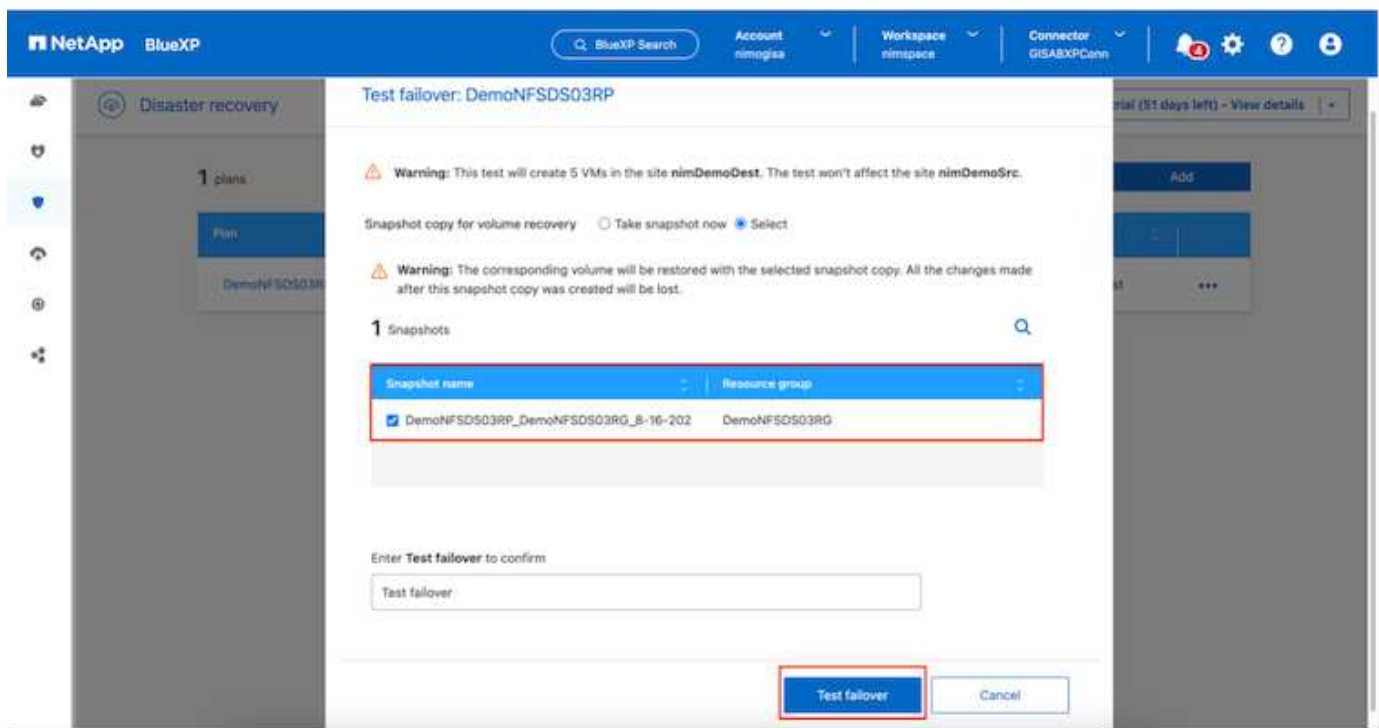 NetApp BlueXP
BlueXP Search
Account
nimogisa
Workspace
nimspace
Connector
GISABXPConn
4
Disaster recovery
Test failover: DemoNFSDS03RP
rial (51 days left) - View details
1 plans
Warning: This test will create 5 VMs in the site nimDemoDest. The test won't affect the site nimDemoSrc.
Add
Plan
Snapshot copy for volume recovery Take snapshot now Select
DemoNFSDS03R
Warning: The corresponding volume will be restored with the selected snapshot copy. All the changes made
after this snapshot copy was created will be lost.
st
1 Snapshots
Snapshot name Resource group
DemoNFSDS03RP_DemoNFSDS03RG_8-16-202 DemoNFSDS03RG
Enter Test failover to confirm
Test failover
Test failover Cancel